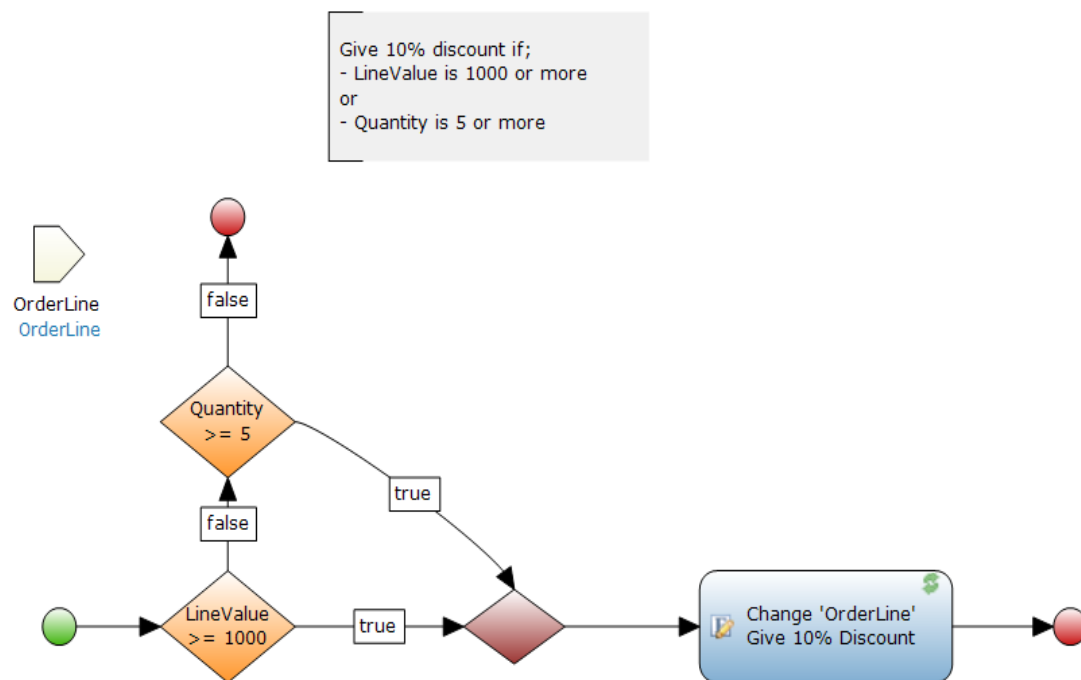 Give 10% discount if;
- LineValue is 1000 or more
or
- Quantity is 5 or more
OrderLine
OrderLine
false
Quantity
>= 5
true
false
LineValue
>= 1000
true
Change 'OrderLine'
Give 10% Discount